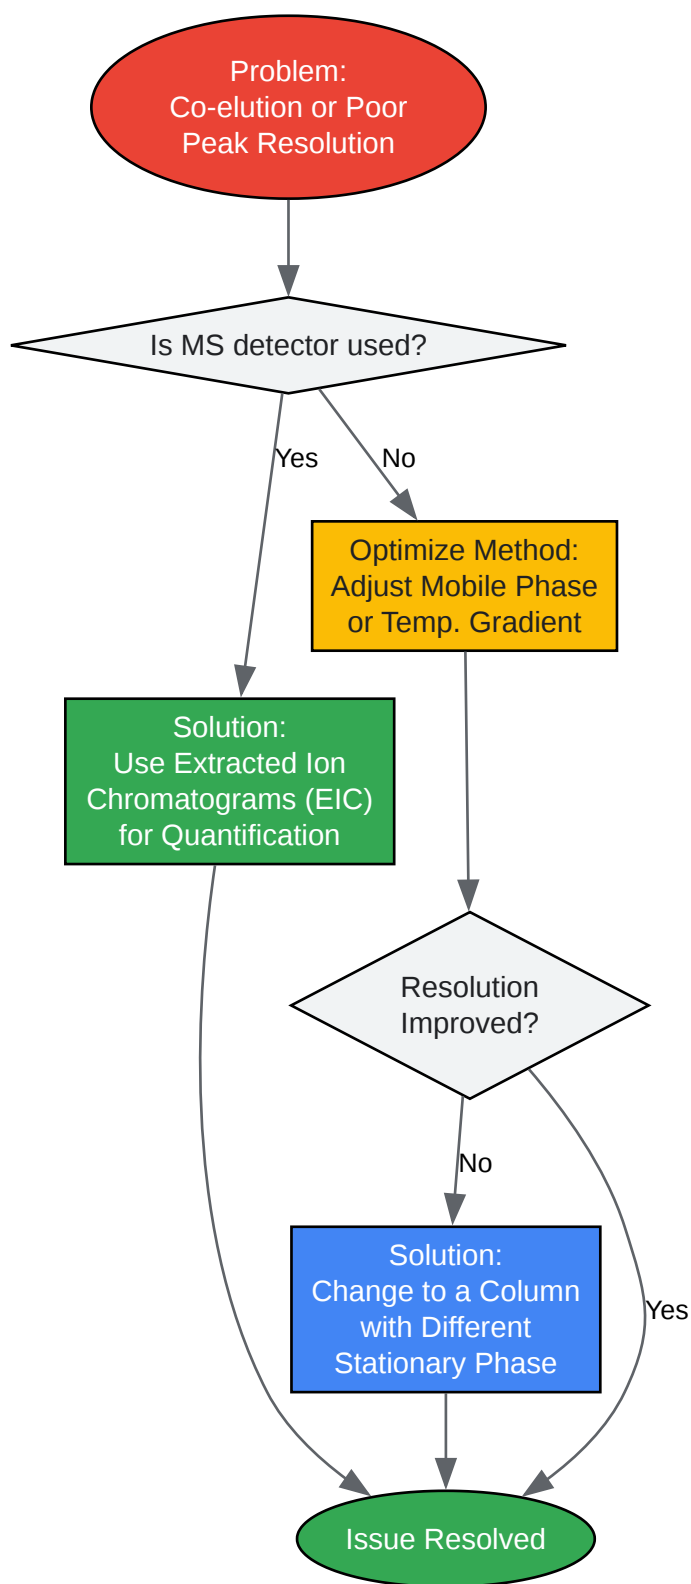 Problem:
Co-elution or Poor
Peak Resolution
Is MS detector used?
Yes
No
Optimize Method:
Adjust Mobile Phase
or Temp. Gradient
Solution:
Use Extracted Ion
Chromatograms (EIC)
for Quantification
Resolution
Improved?
No
Solution:
Change to a Column
with Different
Stationary Phase
Yes
Issue Resolved